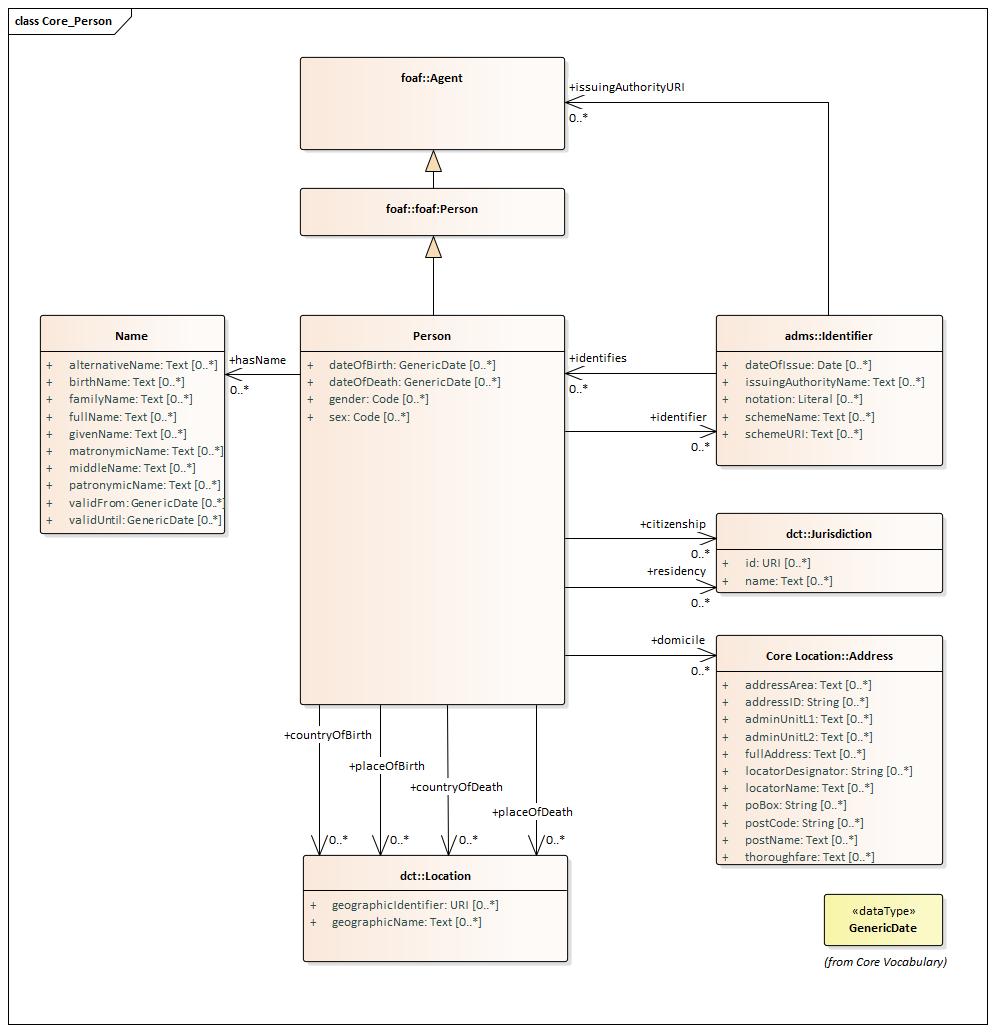 class Core_Person
foaf::Agent
+issuingAuthorityURI
0..*
foaf::foaf:Person
Name
+ alternativeName: Text [0..*]
+ birthName: Text [0..*]
+ familyName: Text [0..*]
+ fullName: Text [0..*]
+ givenName: Text [0..*]
+ matronymicName: Text [0..*]
+ middleName: Text [0..*]
+ patronymicName: Text [0..*]
+ validFrom: GenericDate [0..*]
+ validUntil: GenericDate [0..*]
+hasName
0..*
Person
+ dateOfBirth: GenericDate [0..*]
+ dateOfDeath: GenericDate [0..*]
+ gender: Code [0..*]
+ sex: Code [0..*]
+identifies
0..*
+identifier
0..*
adms::Identifier
+ dateOfIssue: Date [0..*]
+ issuingAuthorityName: Text [0..*]
+ notation: Literal [0..*]
+ schemeName: Text [0..*]
+ schemeURI: Text [0..*]
+citizenship
0..*
+residency
0..*
dct::Jurisdiction
+ id: URI [0..*]
+ name: Text [0..*]
+domicile
0..*
Core Location::Address
+ addressArea: Text [0..*]
+ addressID: String [0..*]
+ adminUnitL1: Text [0..*]
+ adminUnitL2: Text [0..*]
+ fullAddress: Text [0..*]
+ locatorDesignator: String [0..*]
+ locatorName: Text [0..*]
+ poBox: String [0..*]
+ postCode: String [0..*]
+ postName: Text [0..*]
+ thoroughfare: Text [0..*]
+countryOfBirth
+placeOfBirth
+countryOfDeath
+placeOfDeath
0..* 0..* 0..* 0..*
dct::Location
+ geographicIdentifier: URI [0..*]
+ geographicName: Text [0..*]
«dataType»
GenericDate
(from Core Vocabulary)